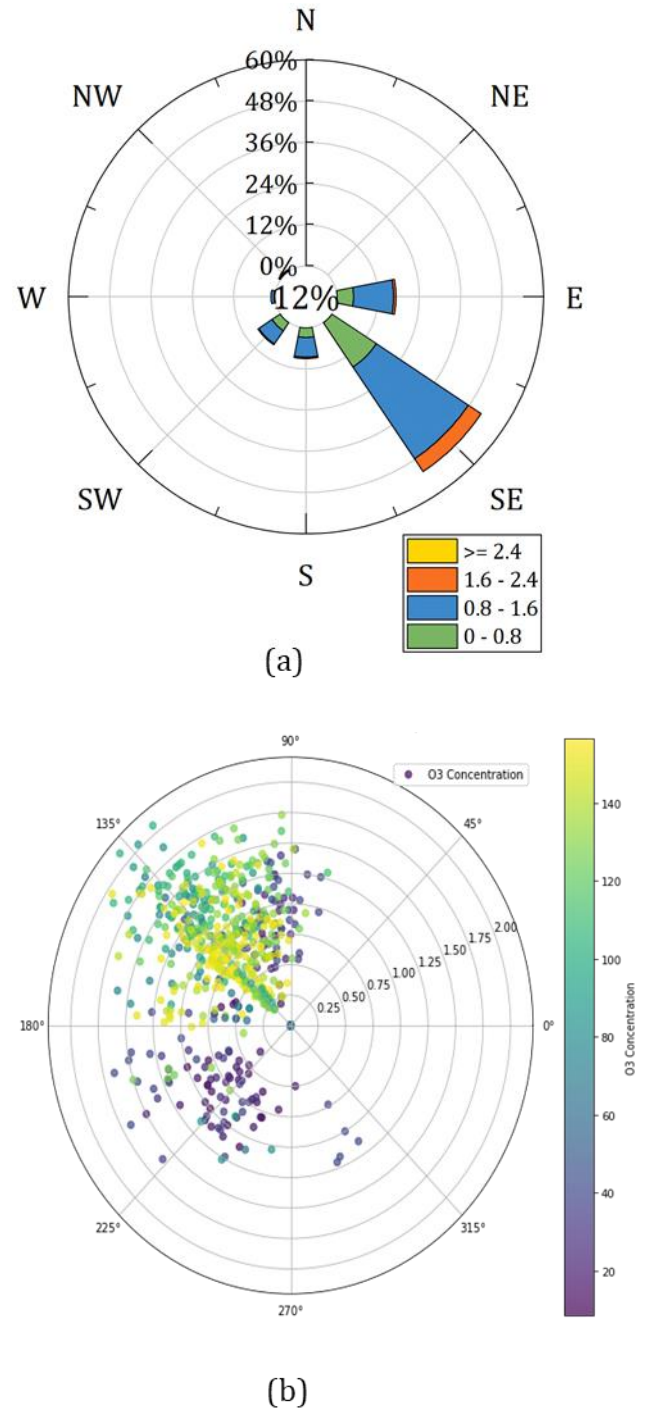 N
60%
NW
NE
48%
36%
24%
12%
0%
W
12%
E
SW
SE
S
>= 2.4
1.6 - 2.4
0.8 - 1.6
0 - 0.8
(a)
90°
O3 Concentration
135°
45°
140
120
2.00
1.75
1.50
1.25
1.00
0.75
0.50
0.25
100
180°
0°
80
O3 Concentration
60
40
225°
315°
20
270°
(b)